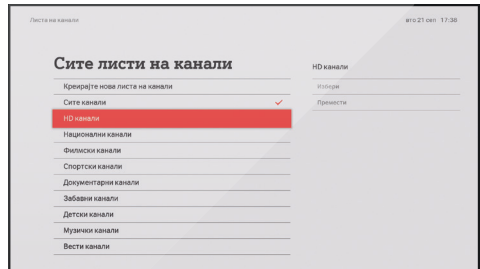 Листа на канали
вто 21 сеп 17:38
Сите листи на канали
Креирајте нова листа на канали
Сите канали
HD канали
Национални канали
Филмски канали
Спортски канали
Документарни канали
Забавни канали
Детски канали
Музички канали
Вести канали
HD канали
Избери
Премести